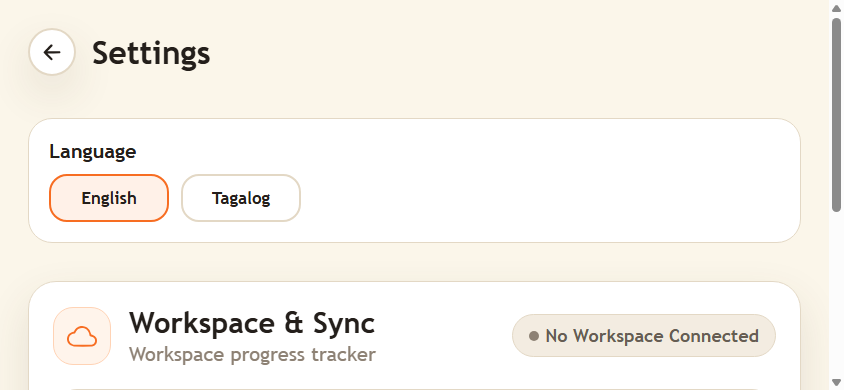 Settings
Language
English
Tagalog
Workspace & Sync
Workspace progress tracker
No Workspace Connected